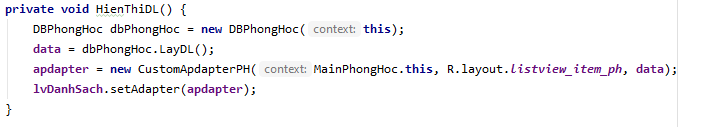 private void HienThiDL() {
DBPhongHoc dbPhongHoc = new DBPhongHoc( context: this);
data = dbPhongHoc.LayDL();
apdapter = new CustomApdapterPH( context: MainPhongHoc.this, R.layout.listview_item_ph, data);
lvDanhSach.setAdapter(apdapter);
}